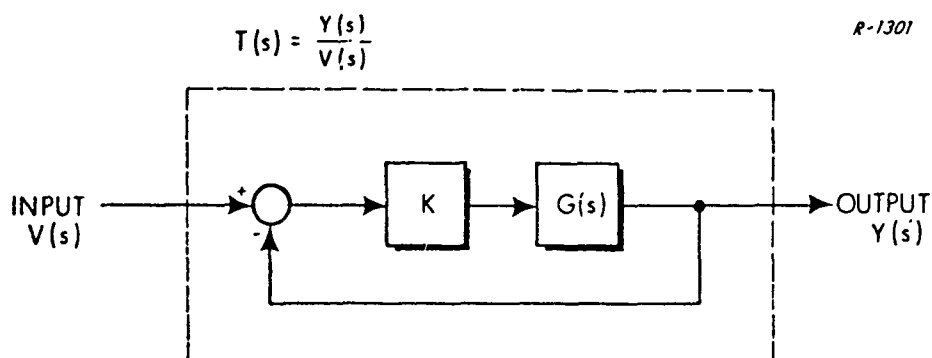 T(s) = Y(s)
V(s)
R-1301
+
-
K
G(s)
INPUT
V(s)
OUTPUT
Y(s)